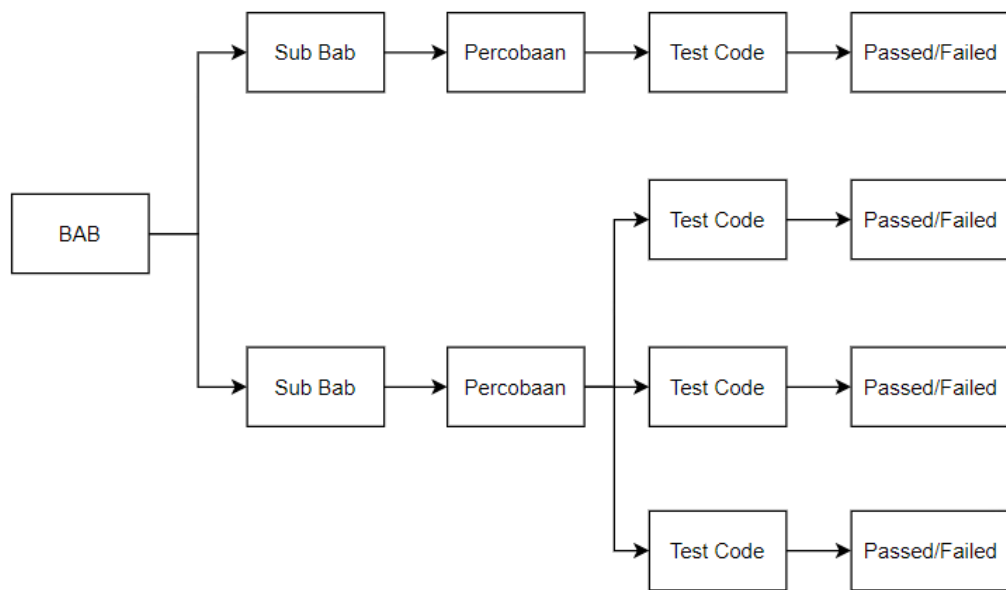 Sub Bab
Percobaan
Test Code
Passed/Failed
BAB
Test Code
Passed/Failed
Sub Bab
Percobaan
Test Code
Passed/Failed
Test Code
Passed/Failed